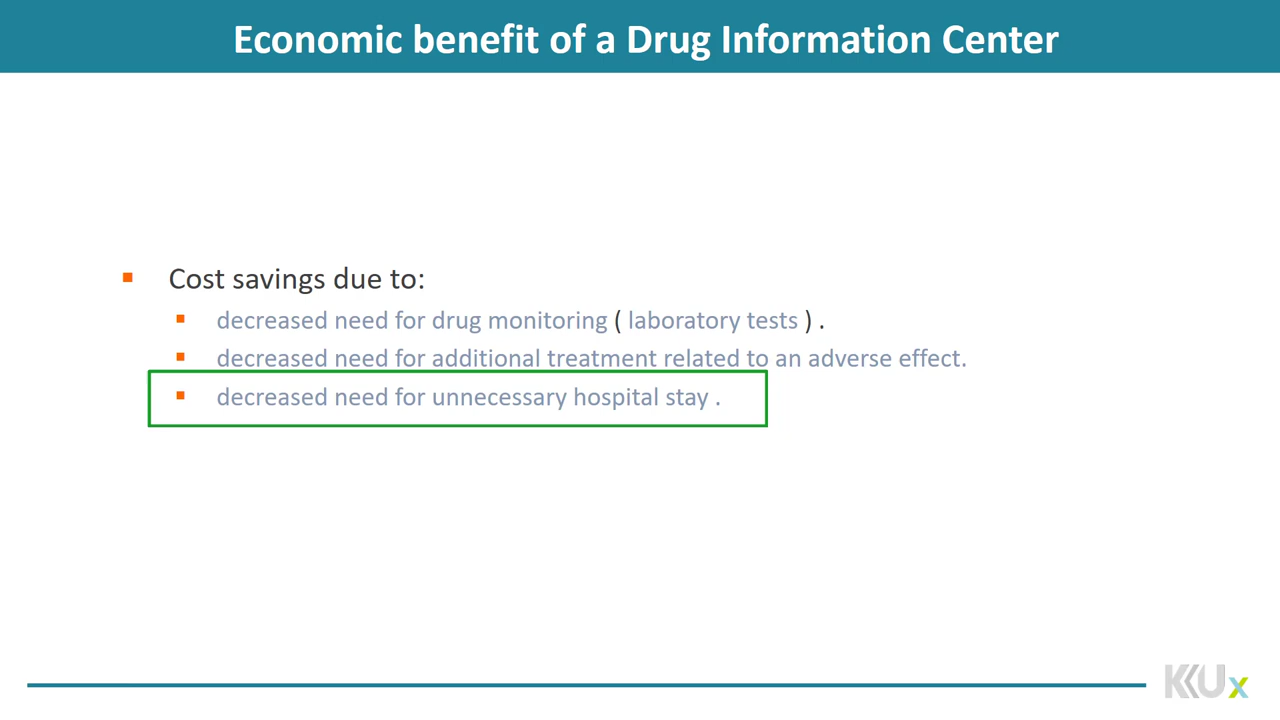 Economic benefit of a Drug Information Center
Cost savings due to:
decreased need for drug monitoring ( laboratory tests ) .
decreased need for additional treatment related to an adverse effect.
decreased need for unnecessary hospital stay .
KKUx